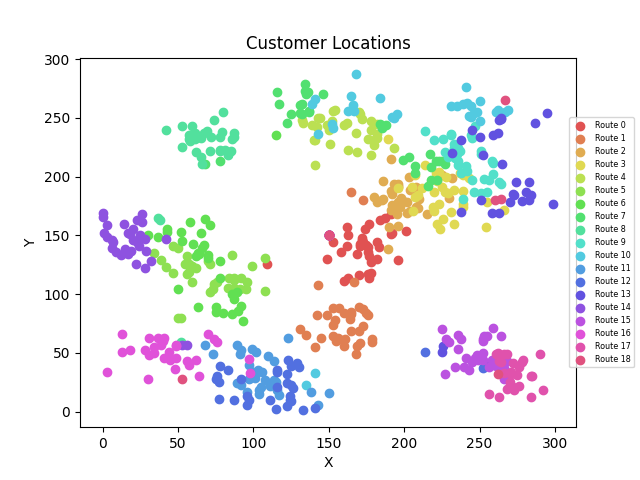 Customer Locations
300
250
200
150
100
50
0
Y
0
50
100
150
200
250
300
X
Route 0
Route 1
Route 2
Route 3
Route 4
Route 5
Route 6
Route 7
Route 8
Route 9
Route 10
Route 11
Route 12
Route 13
Route 14
Route 15
Route 16
Route 17
Route 18